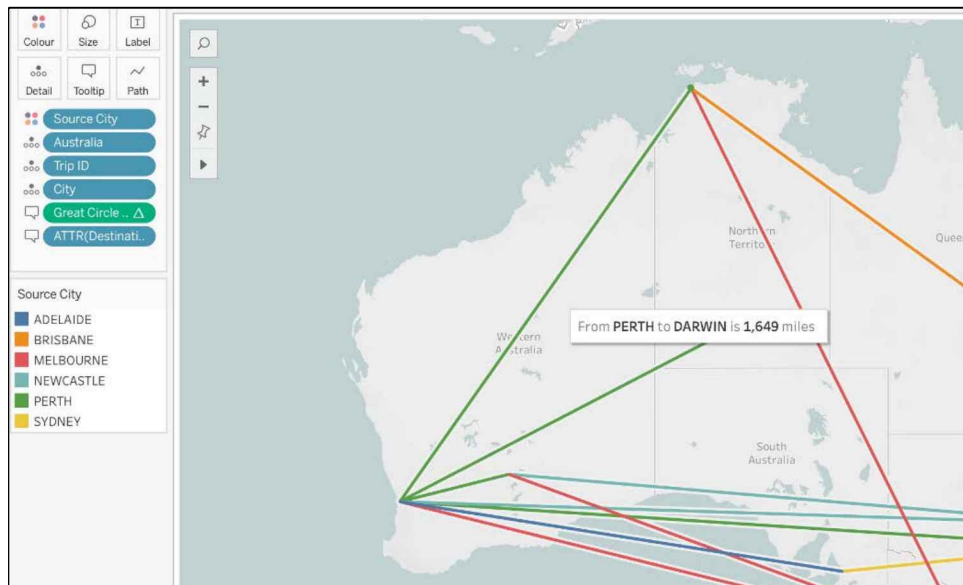 Colour Size Label
Detail Tooltip Path
Source City
Australia
Trip ID
City
Great Circle ..
ATTR(Destinati..
Source City
ADELAIDE
BRISBANE
MELBOURNE
NEWCASTLE
PERTH
SYDNEY
Northern
Territory
Quee
From PERTH to DARWIN is 1,649 miles
Western
Australia
South
Australia